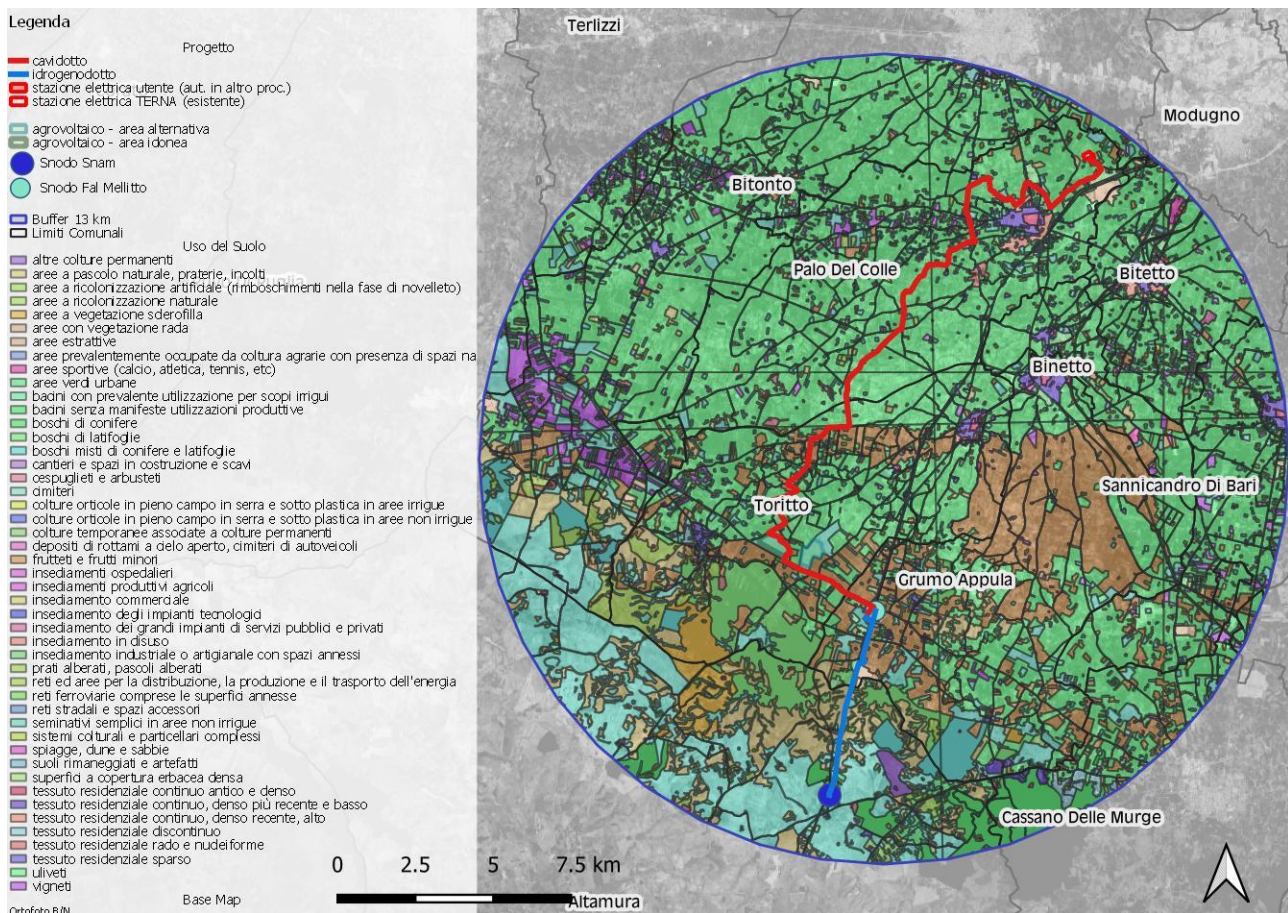 Legenda
Progetto
cavidotto
idrogenodotto
stazione elettrica utente (aut. in altro proc.)
stazione elettrica TERNA (esistente)
agrovoltaico - area alternativa
agrovoltaico - area idonea
Snodo Snam
Snodo Fal Mellitto
Buffer 13 km
Limiti Comunali
Uso del Suolo
altre colture permanenti
aree a pascolo naturale, praterie, incolti
aree a ricolonizzazione artificiale (rimboschimenti nella fase di novelleto)
aree a ricolonizzazione naturale
aree a vegetazione sclerofilla
aree con vegetazione rada
aree estrattive
aree prevalentemente occupate da coltura agrarie con presenza di spazi na
aree sportive (calcio, atletica, tennis, etc)
aree verdi urbane
bacini con prevalente utilizzazione per scopi irrigui
bacini senza manifeste utilizzazioni produttive
boschi di conifere
boschi di latifoglie
boschi misti di conifere e latifoglie
cantieri e spazi in costruzione e scavi
cespuglieti e arbusteti
cimiteri
colture orticole in pieno campo in serra e sotto plastica in aree irrigue
colture orticole in pieno campo in serra e sotto plastica in aree non irrigue
colture temporanee associate a colture permanenti
depositi di rottami a cielo aperto, cimiteri di autoveicoli
frutteti e frutti minori
insediamenti ospedalieri
insediamenti produttivi agricoli
insediamento commerciale
insediamento degli impianti tecnologici
insediamento dei grandi impianti di servizi pubblici e privati
insediamento in disuso
insediamento industriale o artigianale con spazi annessi
prati alberati, pascoli alberati
reti ed aree per la distribuzione, la produzione e il trasporto dell'energia
reti ferroviarie comprese le superfici annesse
reti stradali e spazi accessori
seminativi semplici in aree non irrigue
sistemi colturali e particellari complessi
spiagge, dune e sabbie
suoli rimaneggiati e artefatti
superfici a copertura erbacea densa
tessuto residenziale continuo antico e denso
tessuto residenziale continuo, denso più recente e basso
tessuto residenziale continuo, denso recente, alto
tessuto residenziale discontinuo
tessuto residenziale rado e nucleiforme
tessuto residenziale sparso
uliveti
vigneti
Base Map
Ortofoto B/N
Terlizzi
Modugno
Bitonto
Palo Del Colle
Bitetto
Binetto
Sannicandro Di Bari
Toritto
Grumo Appula
Cassano Delle Murge
Altamura
0 2.5 5 7.5 km